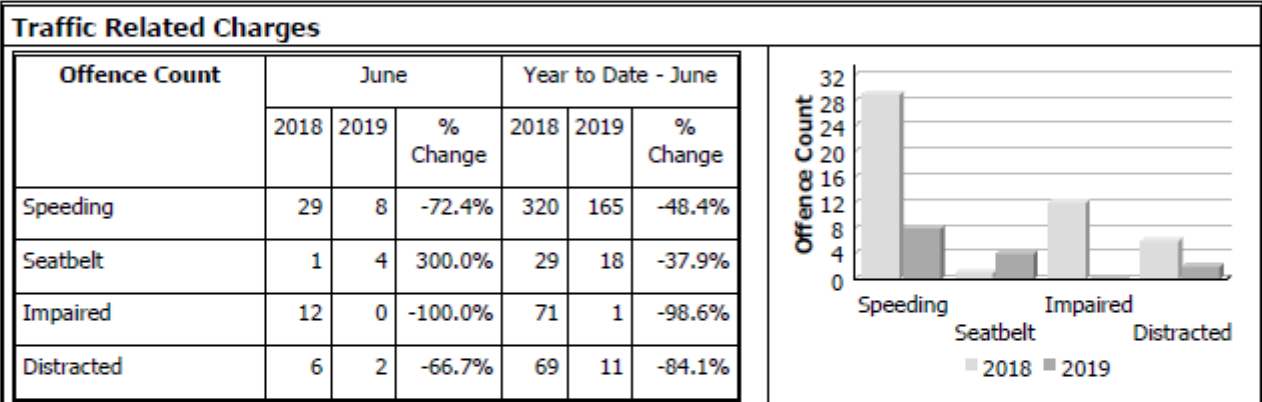 Traffic Related Charges
Offence Count June Year to Date - June
2018 2019 % Change 2018 2019 % Change
Speeding 29 8 -72.4% 320 165 -48.4%
Seatbelt 1 4 300.0% 29 18 -37.9%
Impaired 12 0 -100.0% 71 1 -98.6%
Distracted 6 2 -66.7% 69 11 -84.1%
Offence Count
32
28
24
20
16
12
8
4
0
Speeding Impaired
Seatbelt Distracted
2018 2019